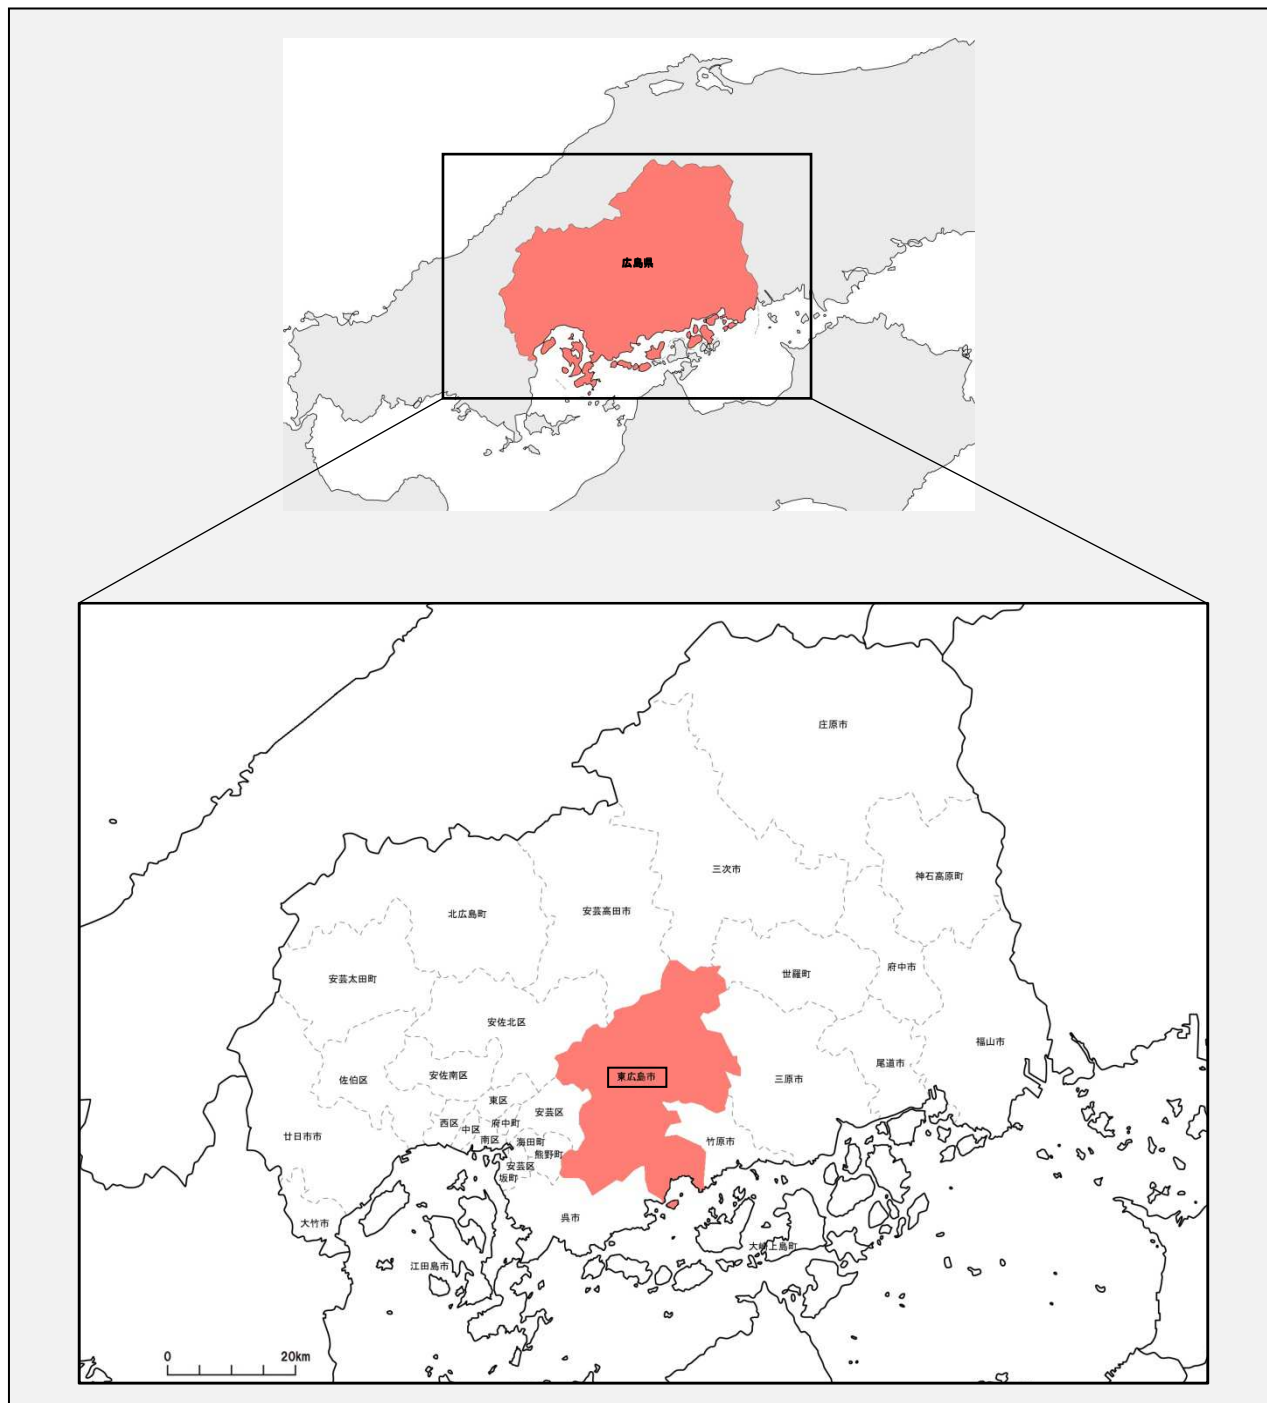 広島県
庄原市
三次市
神石高原町
北広島町
安芸高田市
安芸太田町
世羅町
府中市
安佐北区
福山市
尾道市
佐伯区
安佐南区
東広島市
三原市
東区
安芸区
西区
中区
府中町
廿日市市
南区
海田町
竹原市
熊野町
安芸区
坂町
大竹市
呉市
大崎上島町
江田島市
0 20km